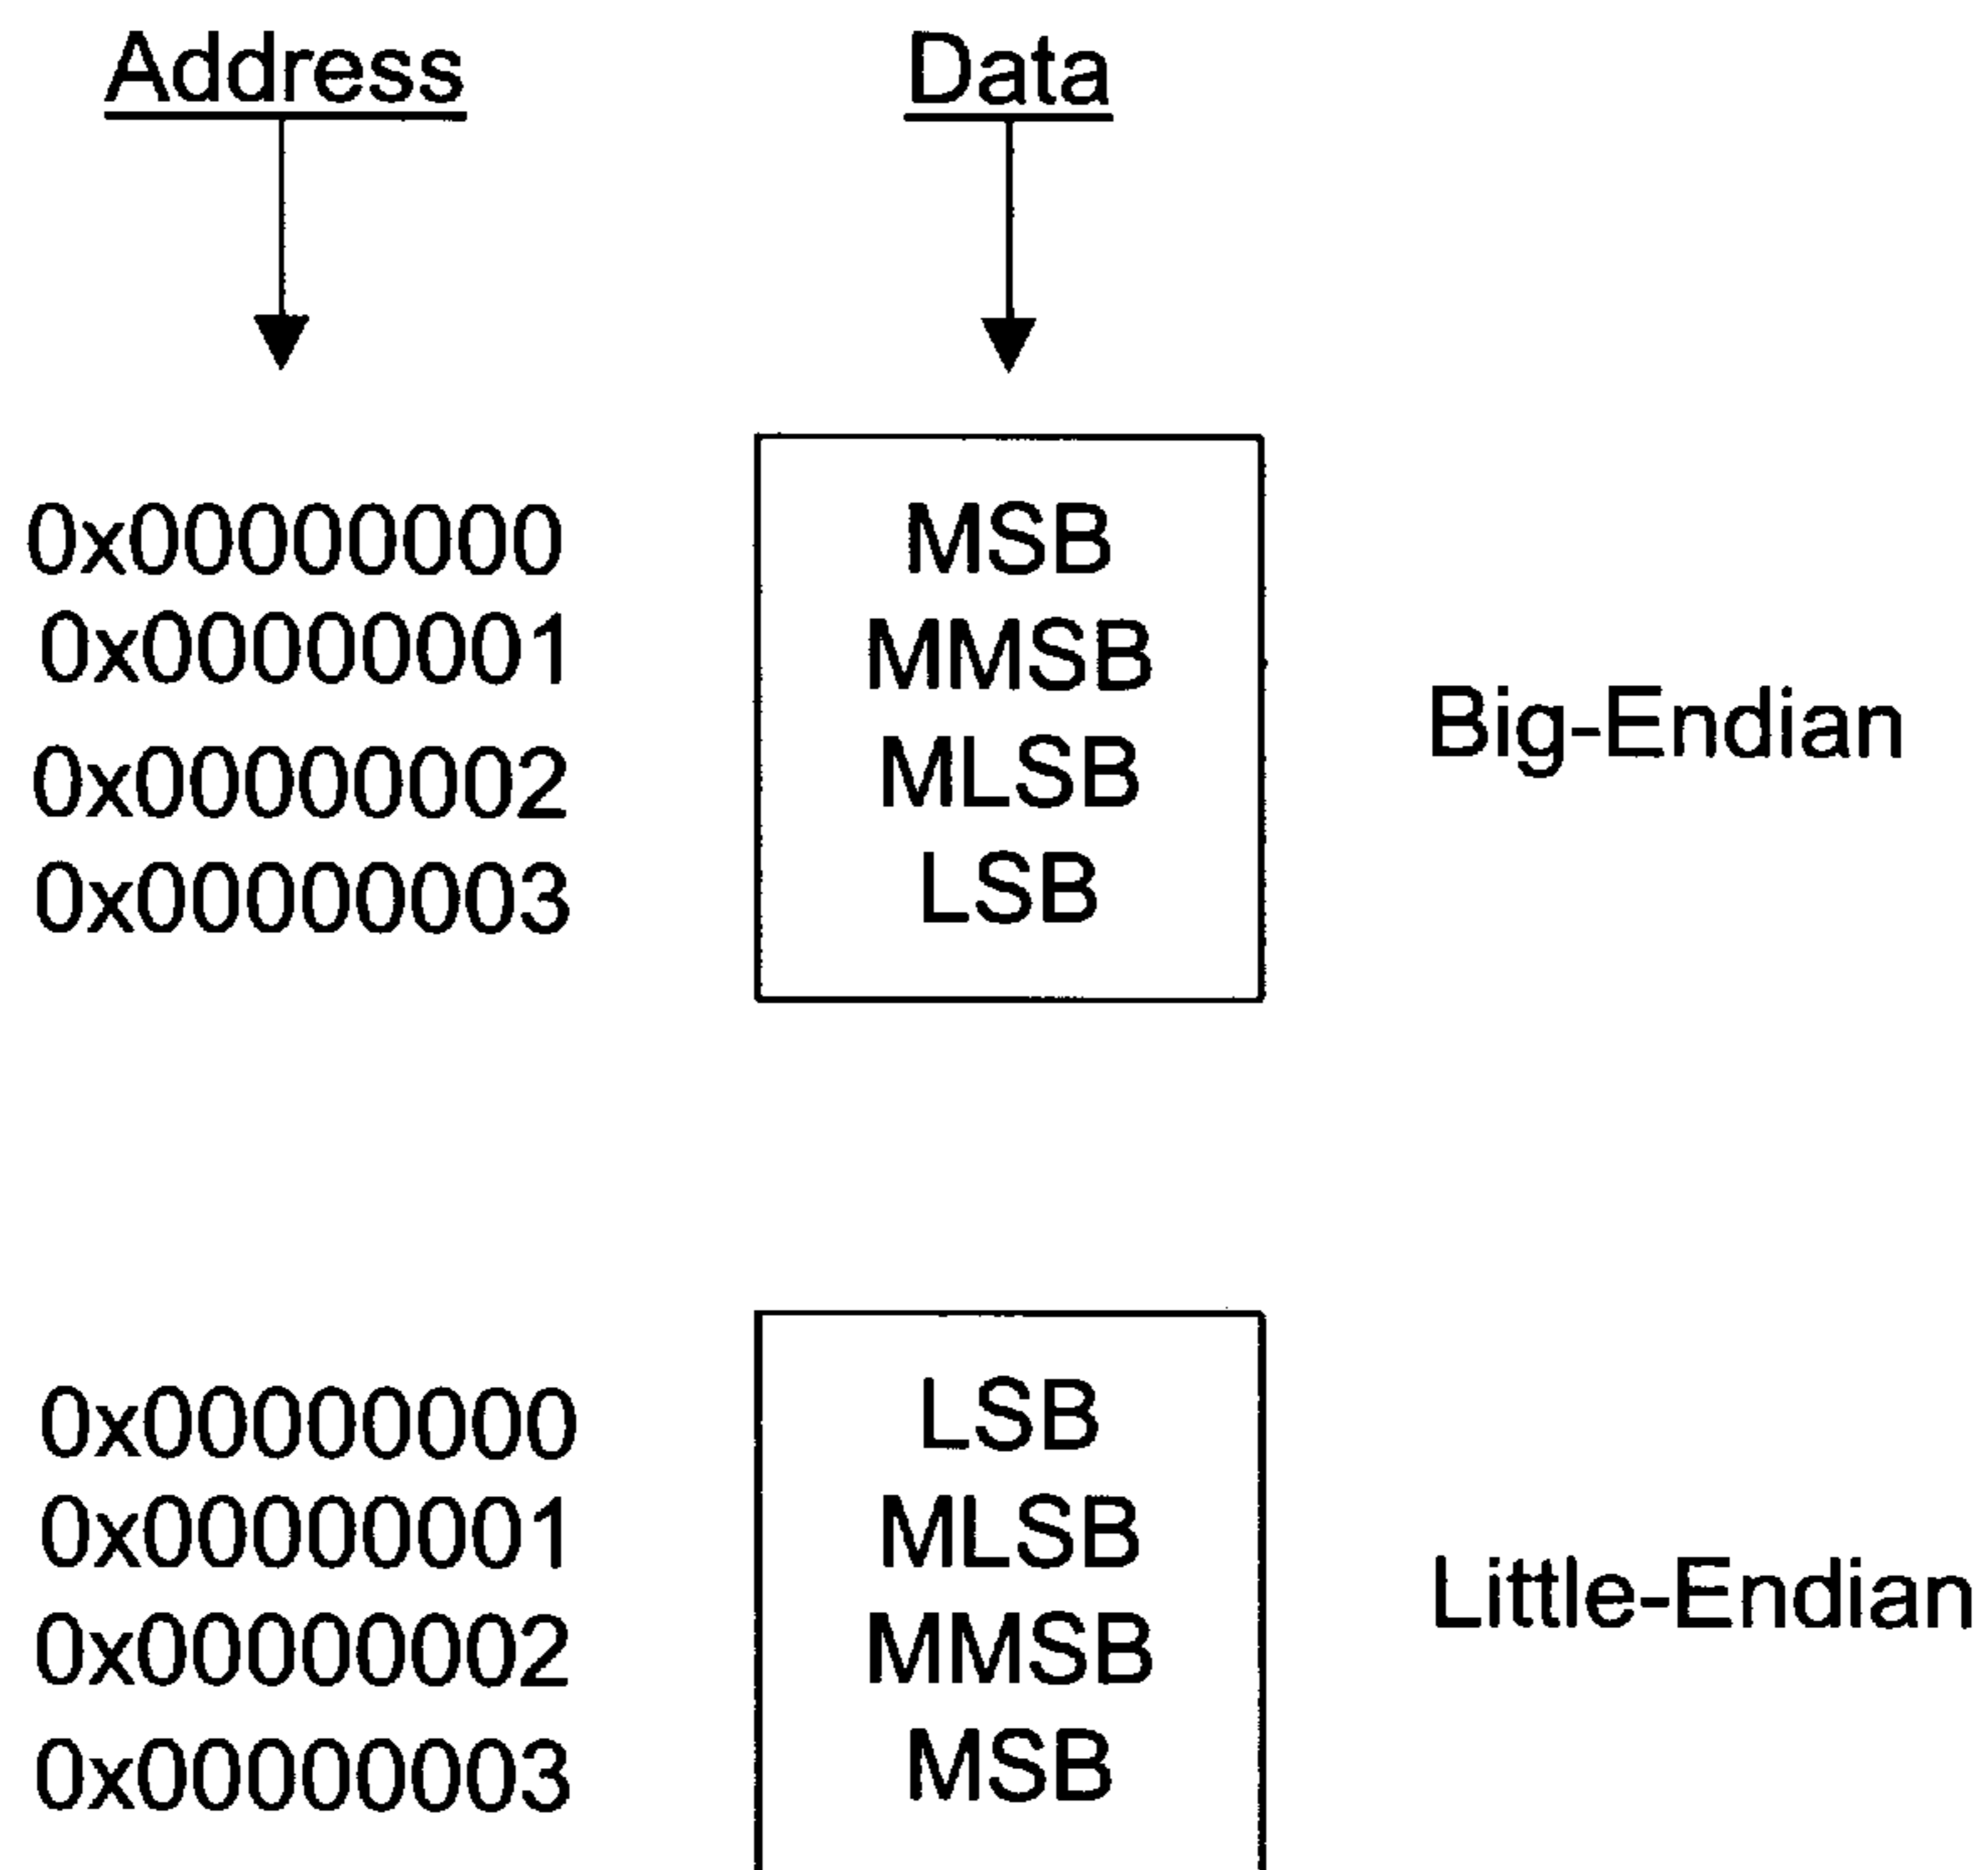 Address Data
0x00000000 MSB
0x00000001 MMSB
Big-Endian
0x00000002 MLSB
0x00000003 LSB
0x00000000 LSB
0x00000001 MLSB
Little-Endian
0x00000002 MMSB
0x00000003 MSB